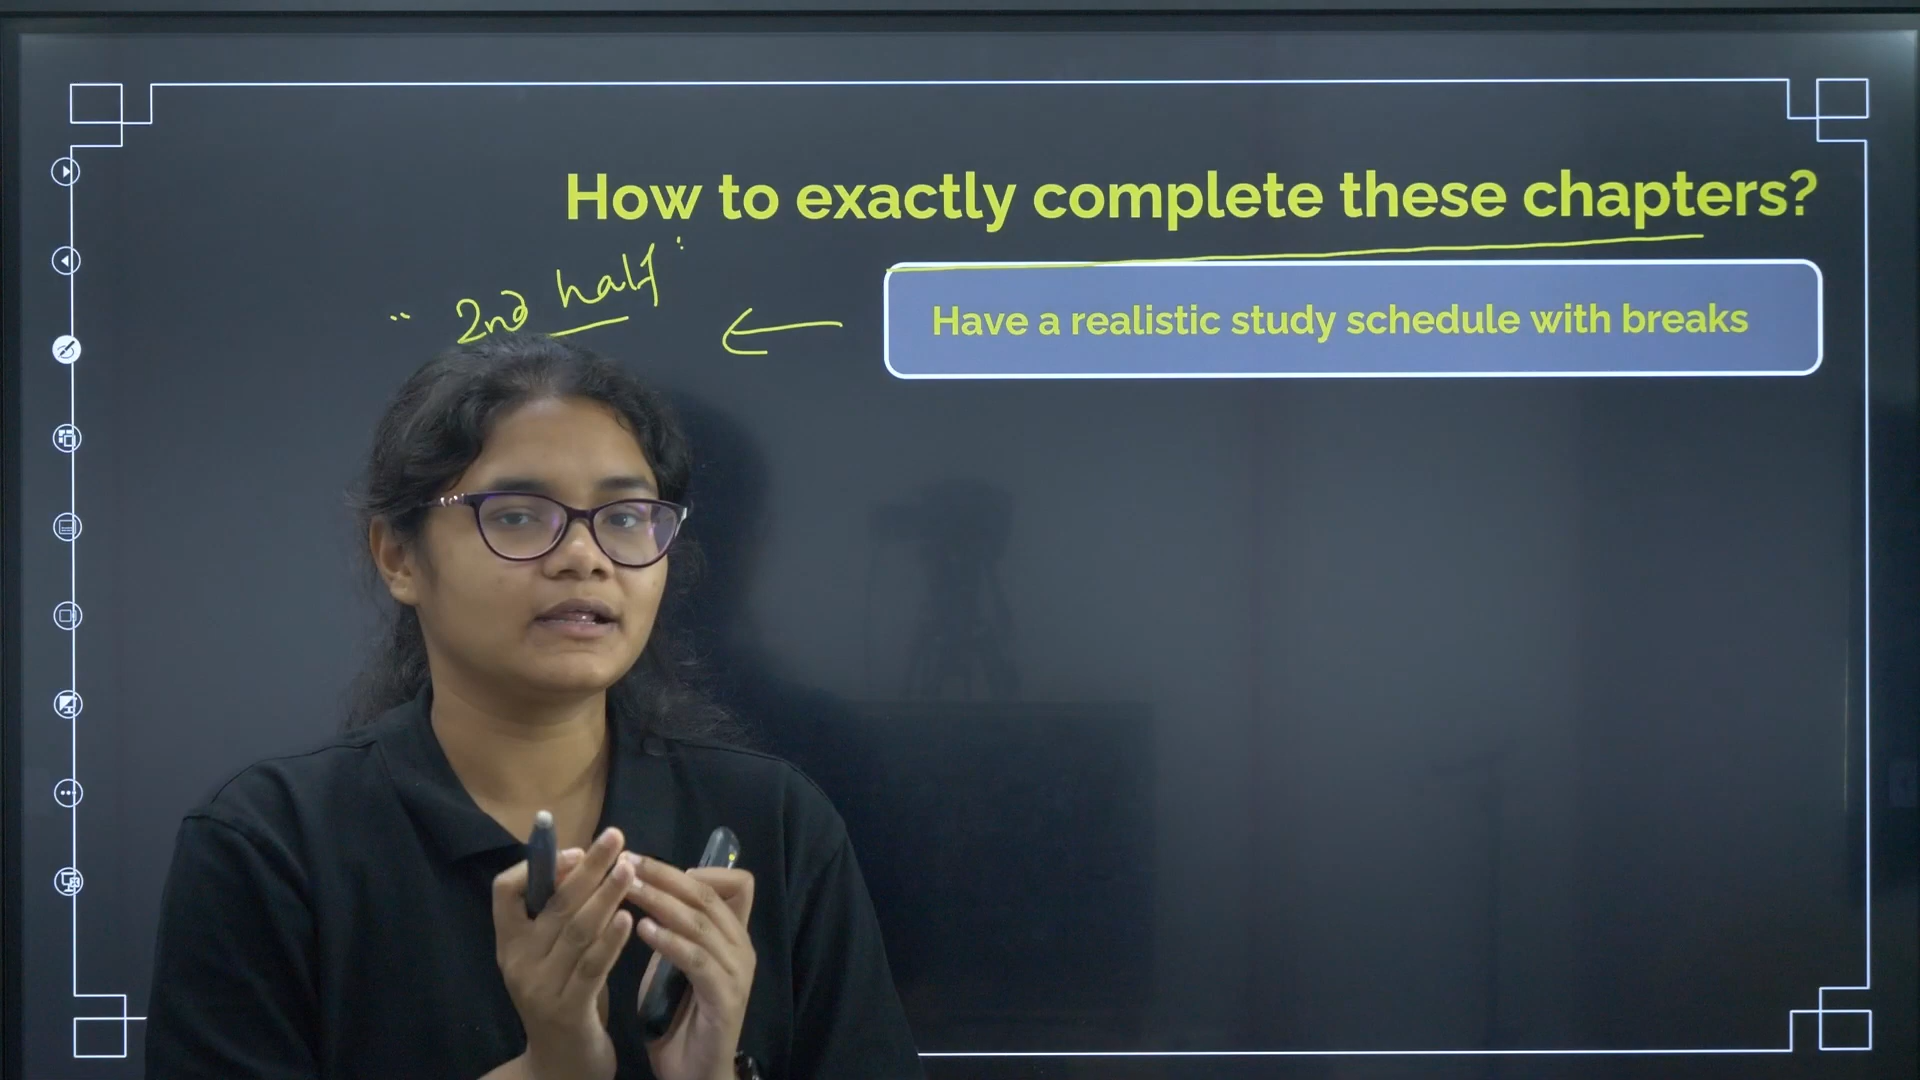 How to exactly complete these chapters?
"2nd half"
Have a realistic study schedule with breaks